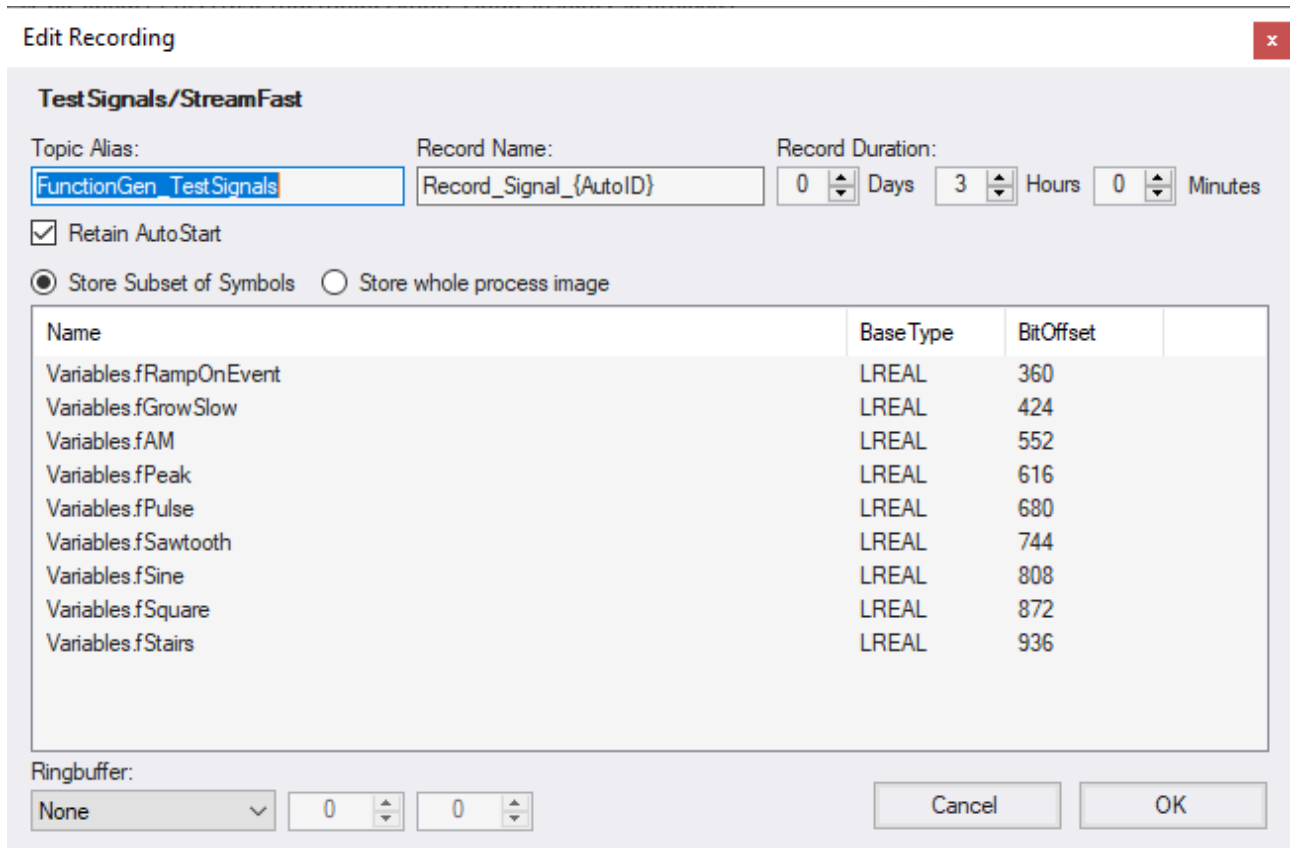 Edit Recording
x
TestSignals/StreamFast
Topic Alias: Record Name: Record Duration:
FunctionGen_TestSignals Record_Signal_{AutoID} 0 Days 3 Hours 0 Minutes
Retain AutoStart
Store Subset of Symbols Store whole process image
Name BaseType BitOffset
Variables.fRampOnEvent LREAL 360
Variables.fGrowSlow LREAL 424
Variables.fAM LREAL 552
Variables.fPeak LREAL 616
Variables.fPulse LREAL 680
Variables.fSawtooth LREAL 744
Variables.fSine LREAL 808
Variables.fSquare LREAL 872
Variables.fStairs LREAL 936
Ringbuffer:
None 0 0 Cancel OK